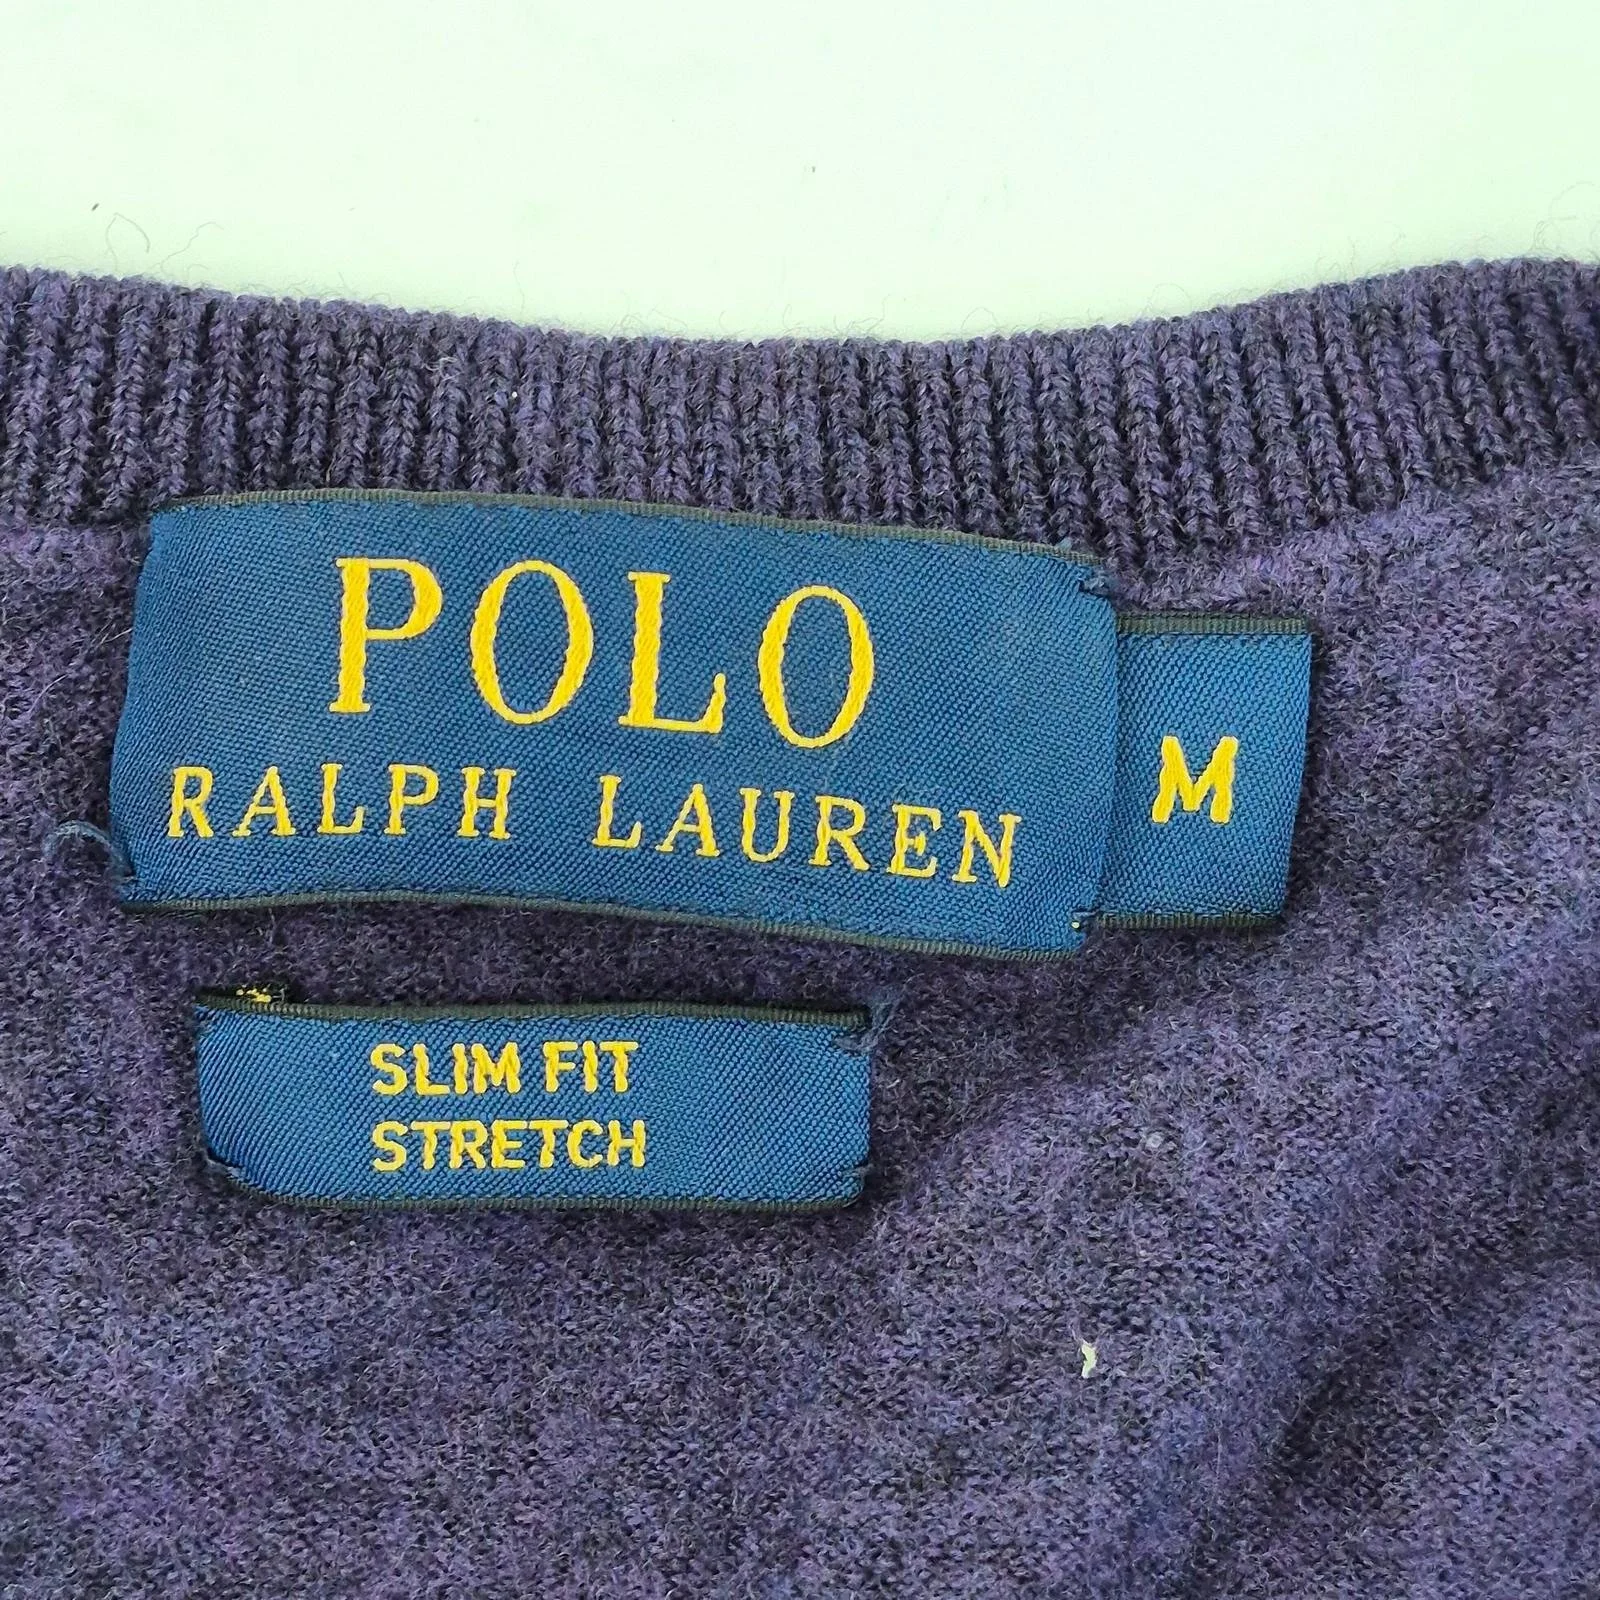 POLO
RALPH LAUREN
M
SLIM FIT
STRETCH